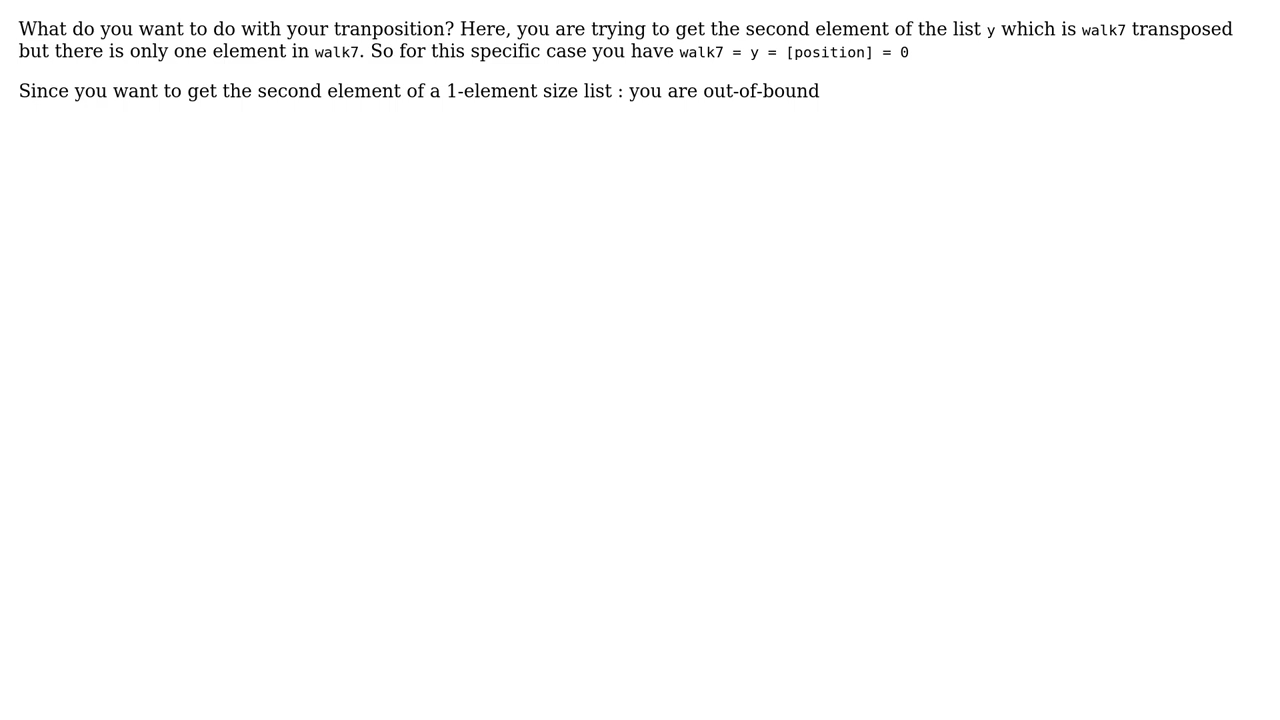 What do you want to do with your tranposition? Here, you are trying to get the second element of the list y which is walk7 transposed
but there is only one element in walk7. So for this specific case you have walk7 = y = [position] = 0
Since you want to get the second element of a 1-element size list : you are out-of-bound